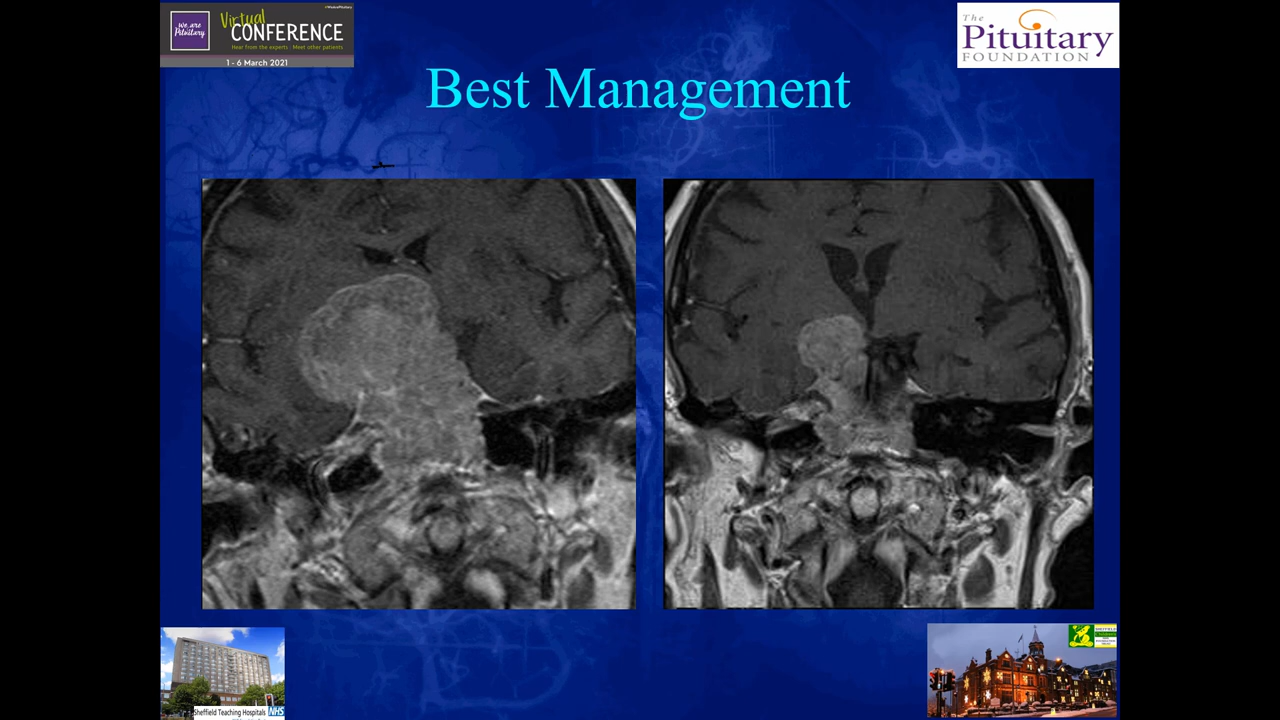 #WeArePituitary
we are
Pituitary
Virtual
CONFERENCE
Hear from the experts . Meet other patients
1 - 6 March 2021
The
Pituitary
FOUNDATION
Best Management
Sheffield Teaching Hospitals NHS